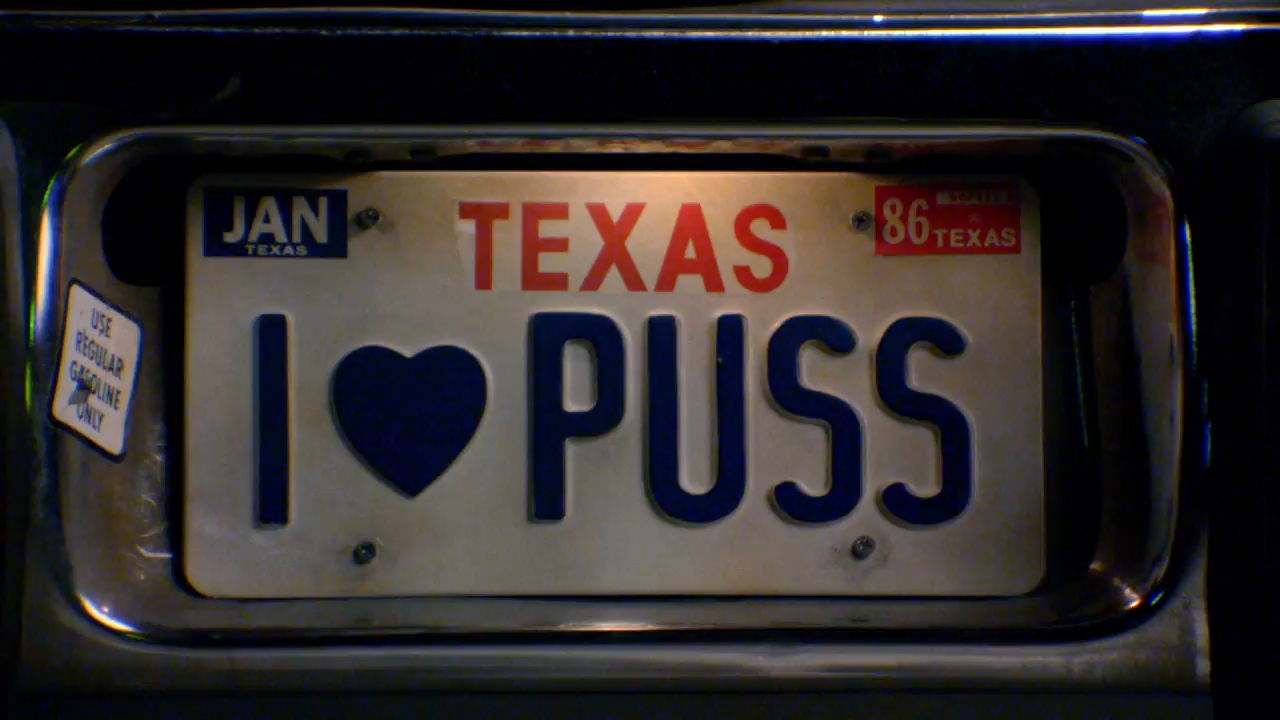 JAN
TEXAS
TEXAS
86
TEXAS
I ♥ PUSS
USE
REGULAR
GASOLINE
ONLY